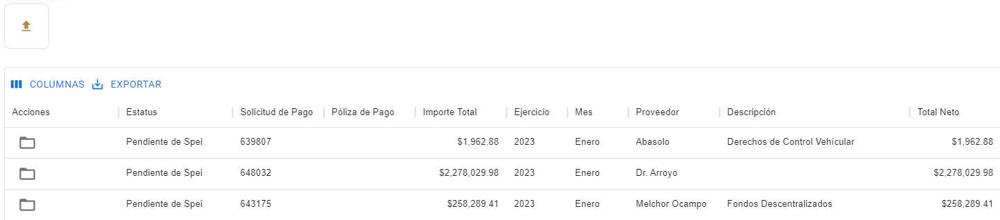 COLUMNAS EXPORTAR
Acciones Estatus Solicitud de Pago Póliza de Pago Importe Total Ejercicio Mes Proveedor Descripción Total Neto
Pendiente de Spei 639807 $1,962.88 2023 Enero Abasolo Derechos de Control Vehícular $1,962.88
Pendiente de Spei 648032 $2,278,029.98 2023 Enero Dr. Arroyo $2,278,029.98
Pendiente de Spei 643175 $258,289.41 2023 Enero Melchor Ocampo Fondos Descentralizados $258,289.41